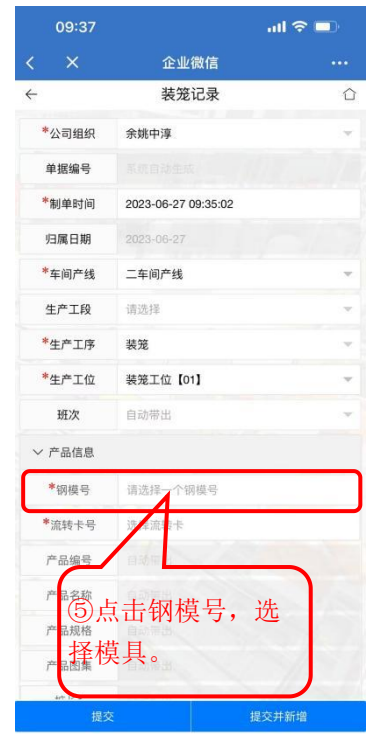 09:37
企业微信
装笼记录
*公司组织 余姚中淳
单据编号 系统自动生成
*制单时间 2023-06-27 09:35:02
归属日期 2023-06-27
*车间产线 二车间产线
生产工段 请选择
*生产工序 装笼
*生产工位 装笼工位【01】
班次 自动带出
产品信息
*钢模号 请选择一个钢模号
*流转卡号 选择流转卡
产品编号 自动带出
产品名称
⑤点击钢模号，选
产品规格 自动带出
择模具。
产品图集 自动带出
提交 提交并新增